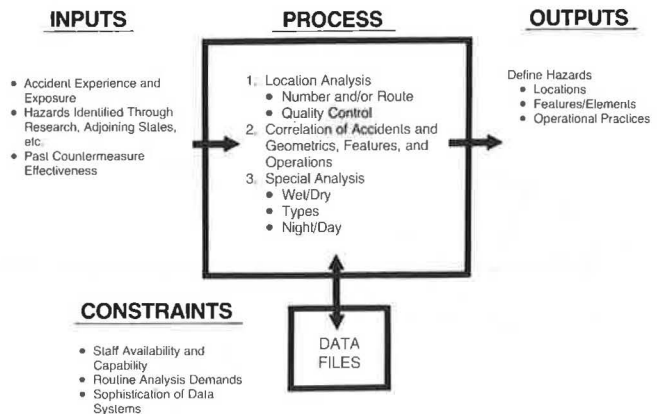 INPUTS
• Accident Experience and
Exposure
• Hazards Identified Through
Research, Adjoining States,
etc.
• Past Countermeasure
Effectiveness
PROCESS
1. Location Analysis
• Number and/or Route
• Quality Control
2. Correlation of Accidents and
Geometrics, Features, and
Operations
3. Special Analysis
• Wet/Dry
• Types
• Night/Day
OUTPUTS
Define Hazards
• Locations
• Features/Elements
• Operational Practices
CONSTRAINTS
• Staff Availability and
Capability
• Routine Analysis Demands
• Sophistication of Data
Systems
DATA
FILES